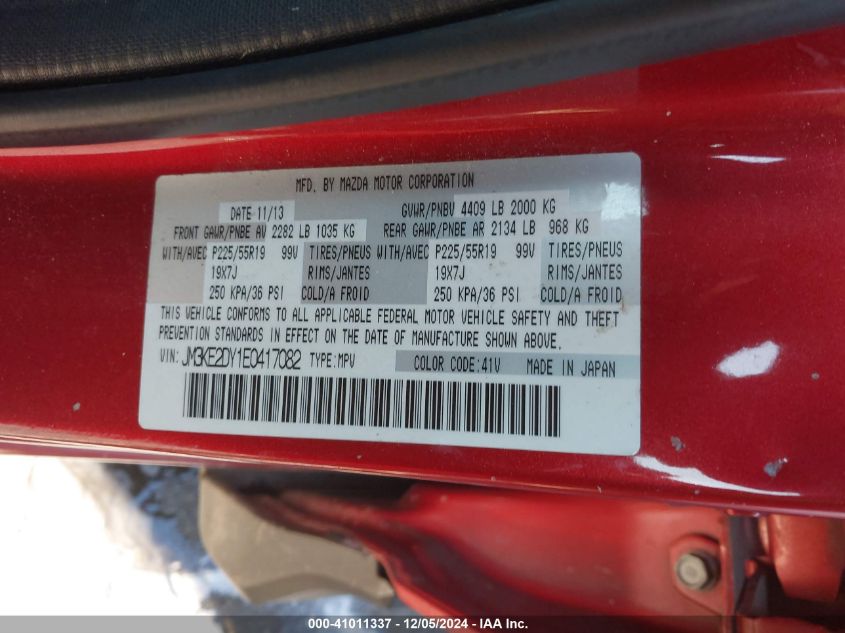 MFD. BY MAZDA MOTOR CORPORATION
DATE 11/13 GVWR/PNBV 4409 LB 2000 KG
FRONT GAWR/PNBE AV 2282 LB 1035 KG REAR GAWR/PNBE AR 2134 LB 968 KG
WITH/AVEC P225/55R19 99V TIRES/PNEUS WITH/AVEC P225/55R19 99V TIRES/PNEUS
19X7J RIMS/JANTES 19X7J RIMS/JANTES
250 KPA/36 PSI COLD/A FROID 250 KPA/36 PSI COLD/A FROID
THIS VEHICLE CONFORMS TO ALL APPLICABLE FEDERAL MOTOR VEHICLE SAFETY AND THEFT
PREVENTION STANDARDS IN EFFECT ON THE DATE OF MANUFACTURE SHOWN ABOVE.
VIN: JM3KE2DY1E0417082 TYPE:MPV COLOR CODE:41V MADE IN JAPAN
000-41011337 - 12/05/2024 - IAA Inc.